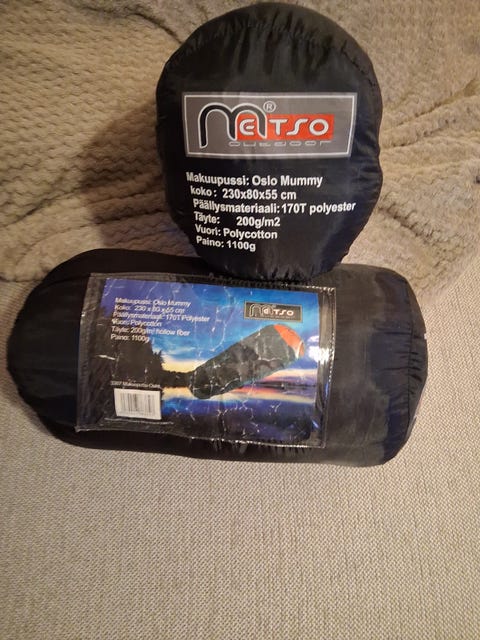 METSO®
outdoor
Makuupussi: Oslo Mummy
koko: 230x80x55 cm
Päällysmateriaali: 170T polyester
Täyte: 200g/m2
Vuori: Polycotton
Paino: 1100g
METSO
Makuupussi: Oslo Mummy
Koko: 230 x 80 x 55 cm
Päällysmateriaali: 170T Polyester
Vuori: Polycotton
Täyte: 200g/m hollow fiber
Paino: 1100g
Makuupussi